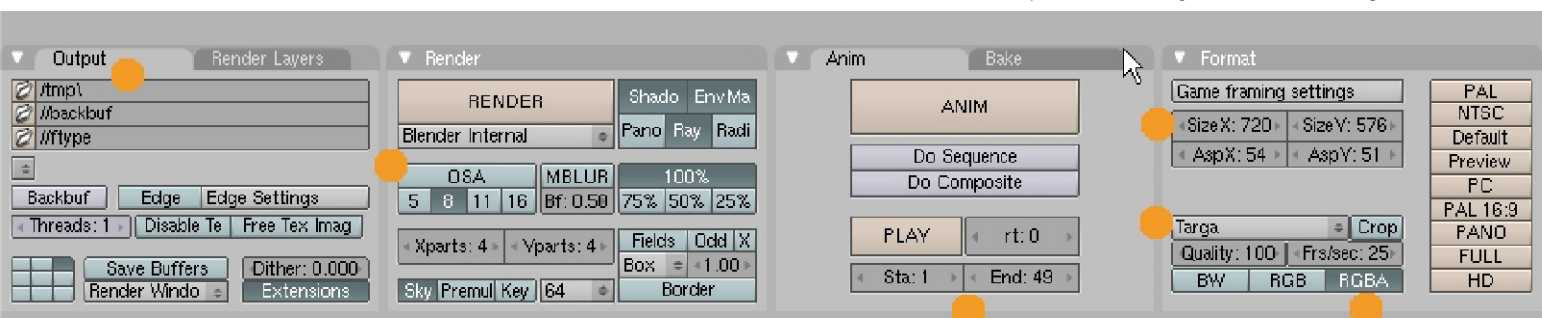 Output Render Layers
/tmp\
//backbuf
//ftype
Backbuf Edge Edge Settings
Threads: 1 Disable Te Free Tex Imag
Save Buffers Dither: 0.000
Render Windo Extensions
Render
RENDER
Blender Internal
Shado EnvMa
Pano Ray Radi
OSA MBLUR 100%
5 8 11 16 Bf: 0.50 75% 50% 25%
Xparts: 4 Yparts: 4 Fields Odd X
Box 1.00
Sky Premul Key 64 Border
Anim Bake
ANIM
Do Sequence
Do Composite
PLAY rt: 0
Sta: 1 End: 49
Format
Game framing settings
SizeX: 720 SizeY: 576
AspX: 54 AspY: 51
Targa Crop
Quality: 100 Frs/sec: 25
BW RGB RGBA
PAL
NTSC
Default
Preview
PC
PAL 16:9
PANO
FULL
HD